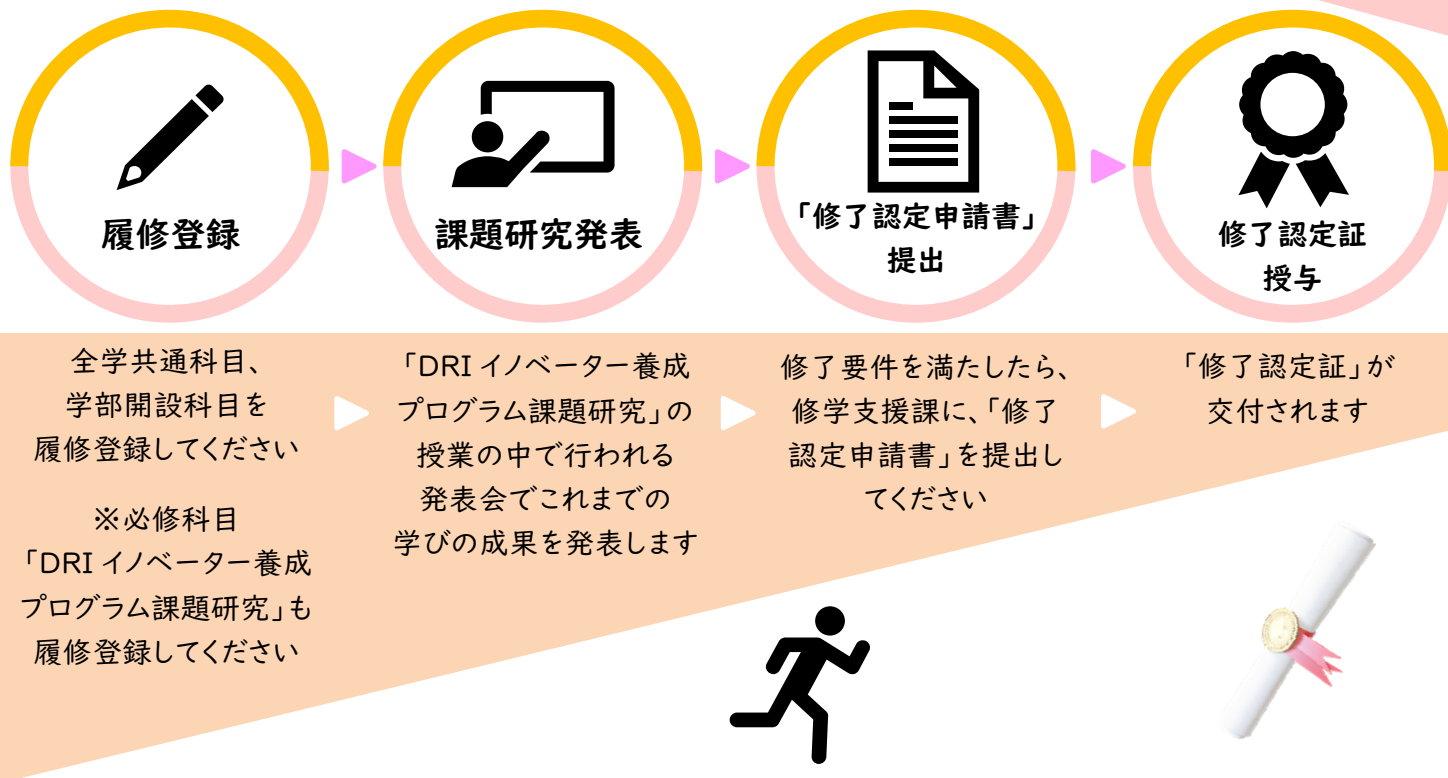 履修登録
課題研究発表
「修了認定申請書」
提出
修了認定証
授与
全学共通科目、
学部開設科目を
履修登録してください
※必修科目
「DRI イノベーター養成
プログラム課題研究」も
履修登録してください
「DRI イノベーター養成
プログラム課題研究」の
授業の中で行われる
発表会でこれまでの
学びの成果を発表します
修了要件を満たしたら、
修学支援課に、「修了
認定申請書」を提出し
てください
「修了認定証」が
交付されます